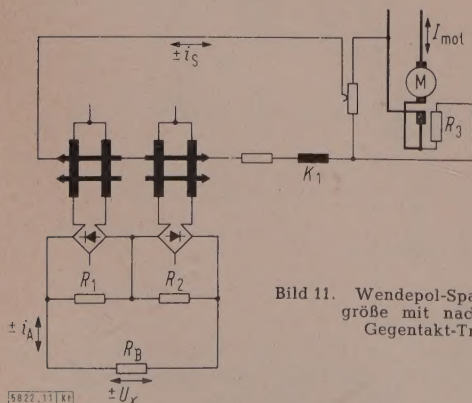 ± i_S
I_mot
M
R_3
K_1
R_1
R_2
± i_A
R_B
± U_x
5822.11 Kt
Bild 11. Wendepol-Spa
größe mit nac
Gegentakt-Tr